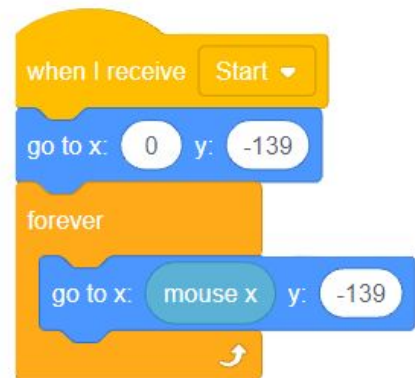 when I receive Start
go to x: 0 y: -139
forever
go to x: mouse x y: -139